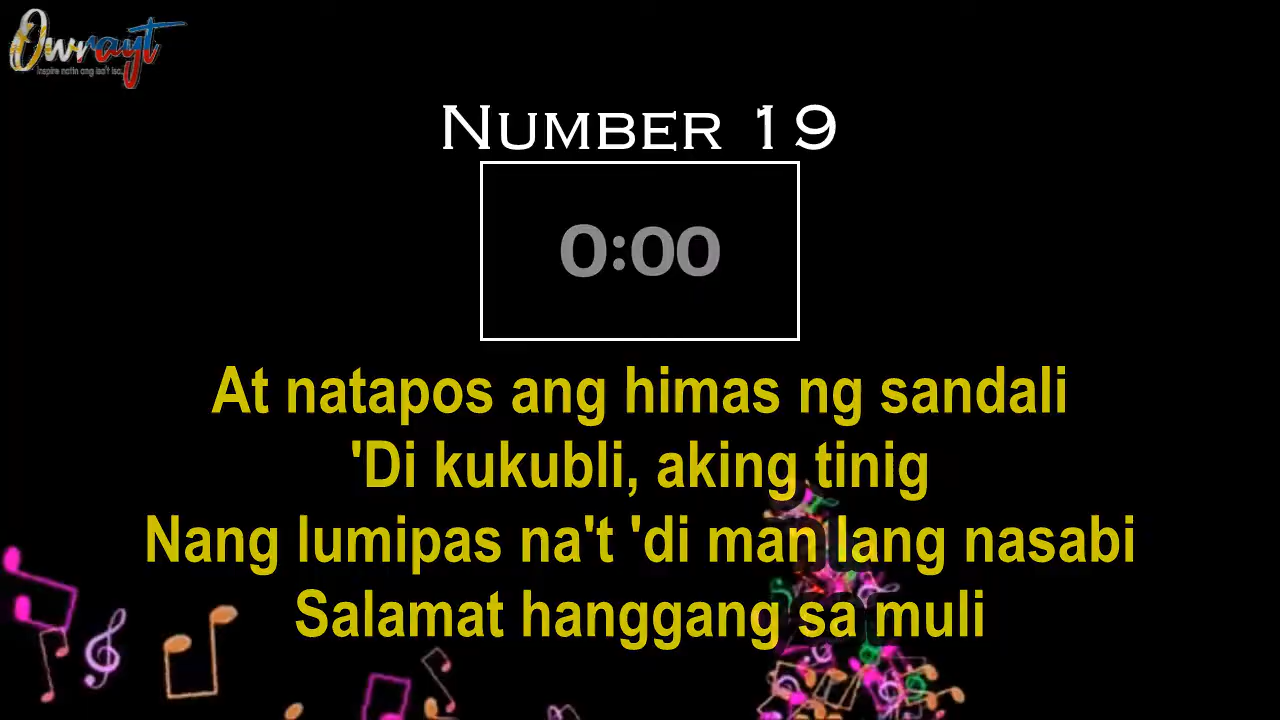 Owrayt
Inspire natin ang isa't isa.
NUMBER 19
0:00
At natapos ang himas ng sandali
'Di kukubli, aking tinig
Nang lumipas na't 'di man lang nasabi
Salamat hanggang sa muli